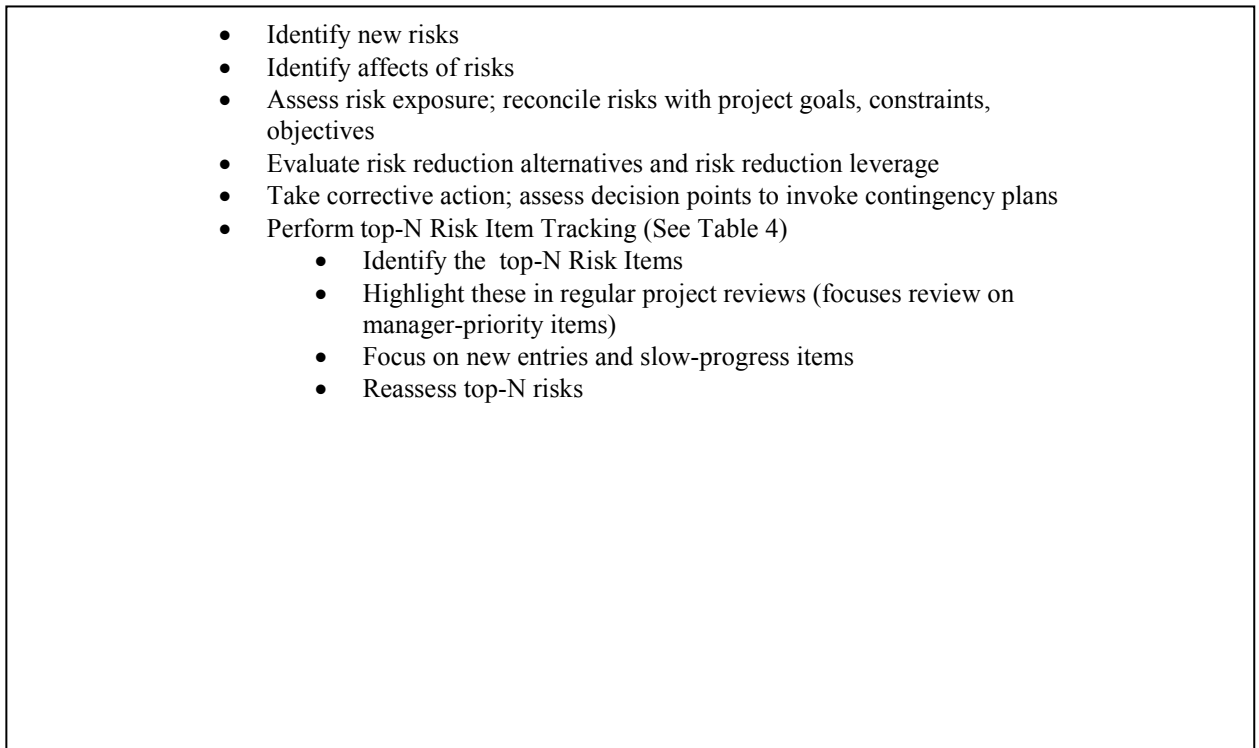 • Identify new risks
• Identify affects of risks
• Assess risk exposure; reconcile risks with project goals, constraints,
objectives
• Evaluate risk reduction alternatives and risk reduction leverage
• Take corrective action; assess decision points to invoke contingency plans
• Perform top-N Risk Item Tracking (See Table 4)
• Identify the  top-N Risk Items
• Highlight these in regular project reviews (focuses review on
manager-priority items)
• Focus on new entries and slow-progress items
• Reassess top-N risks